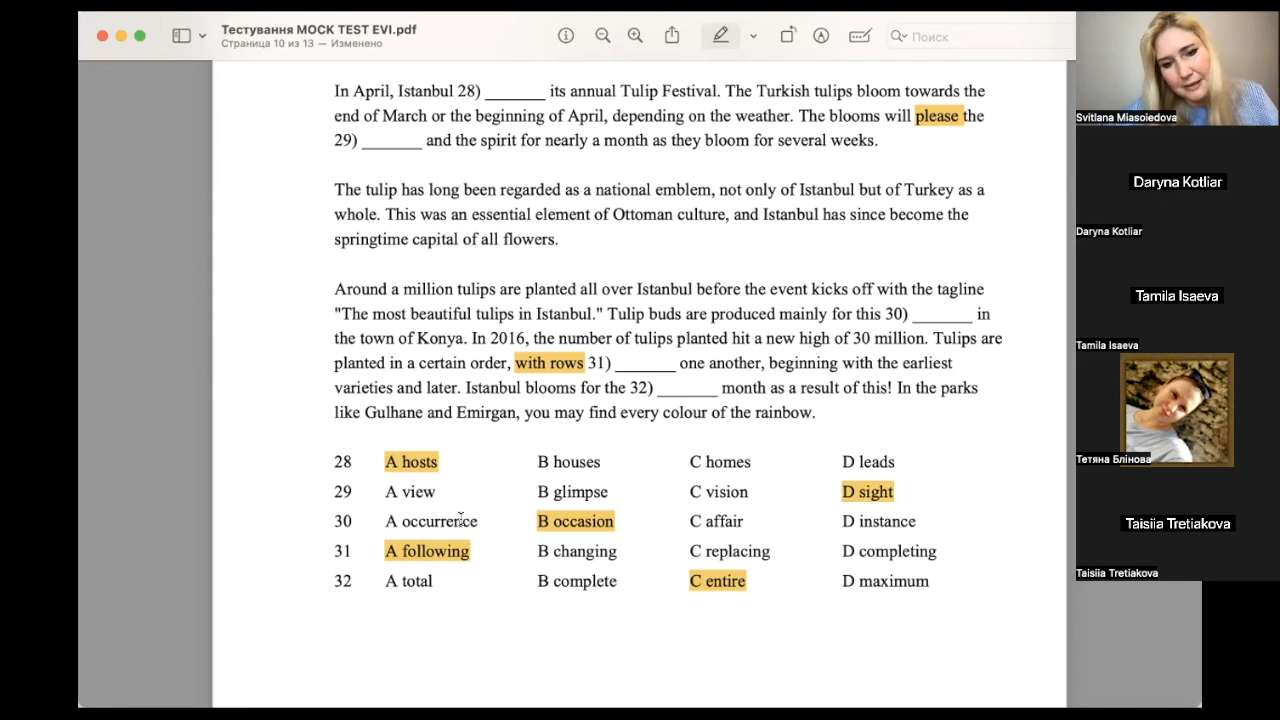 Тестування MOCK TEST EVI.pdf
Страница 10 из 13 — Изменено
Поиск
In April, Istanbul 28) _______ its annual Tulip Festival. The Turkish tulips bloom towards the
end of March or the beginning of April, depending on the weather. The blooms will please the
29) _______ and the spirit for nearly a month as they bloom for several weeks.
The tulip has long been regarded as a national emblem, not only of Istanbul but of Turkey as a
whole. This was an essential element of Ottoman culture, and Istanbul has since become the
springtime capital of all flowers.
Around a million tulips are planted all over Istanbul before the event kicks off with the tagline
"The most beautiful tulips in Istanbul." Tulip buds are produced mainly for this 30) _______ in
the town of Konya. In 2016, the number of tulips planted hit a new high of 30 million. Tulips are
planted in a certain order, with rows 31) _______ one another, beginning with the earliest
varieties and later. Istanbul blooms for the 32) _______ month as a result of this! In the parks
like Gulhane and Emirgan, you may find every colour of the rainbow.
28 A hosts B houses C homes D leads
29 A view B glimpse C vision D sight
30 A occurrence B occasion C affair D instance
31 A following B changing C replacing D completing
32 A total B complete C entire D maximum
Svitlana Miasoiedova
Daryna Kotliar
Daryna Kotliar
Tamila Isaeva
Tamila Isaeva
Тетяна Блінова
Taisiia Tretiakova
Taisiia Tretiakova